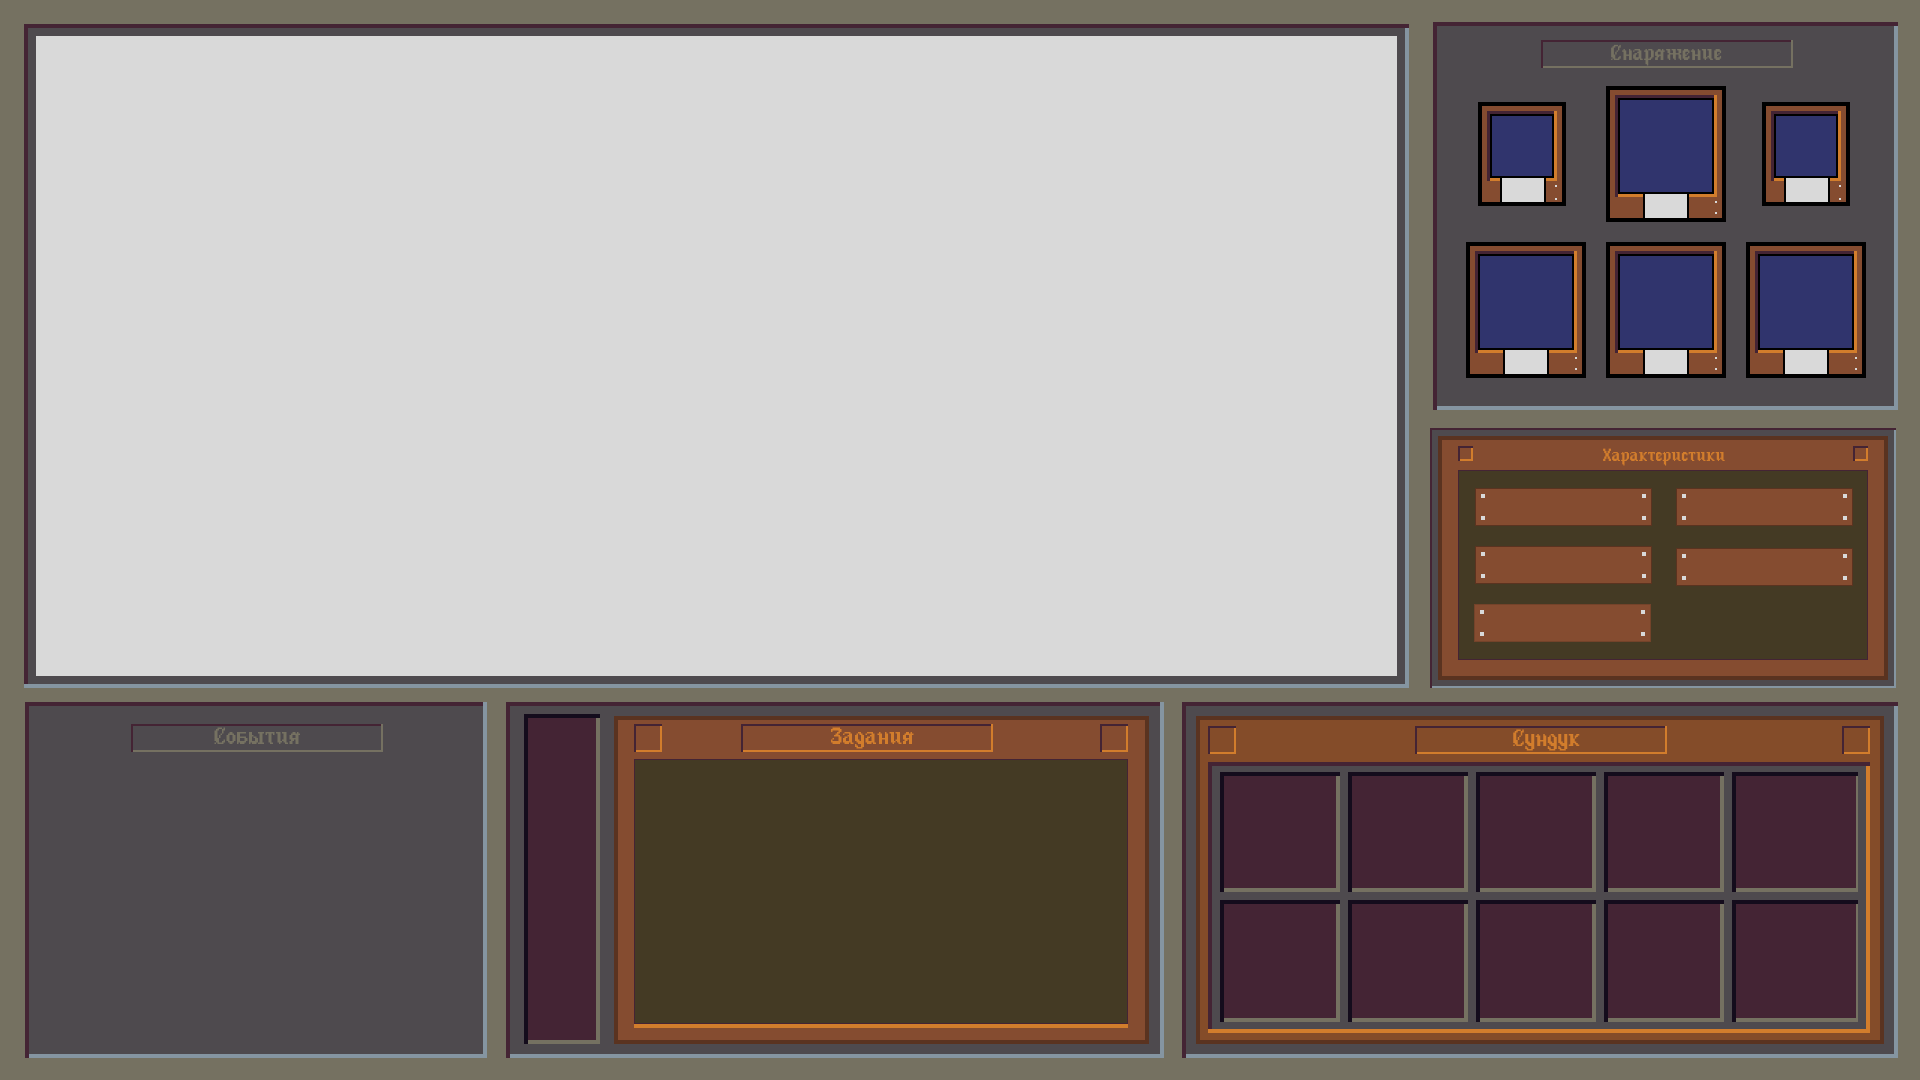 Снаряжение
Характеристики
События
Задания
Сундук